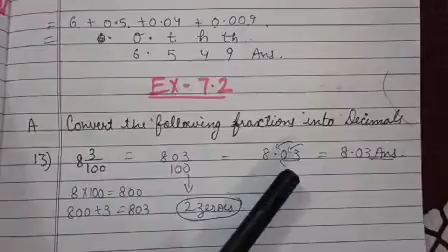 = 6 + 0.5 + 0.04 + 0.009
= O. t h th
6. 5 4 9 Ans.
EX-7.2
A Convert the following fractions into Decimals.
13) 8 3/100 = 803/100 = 8.03 = 8.03 Ans.
8 x 100 = 800
800 + 3 = 803
2 zeroes